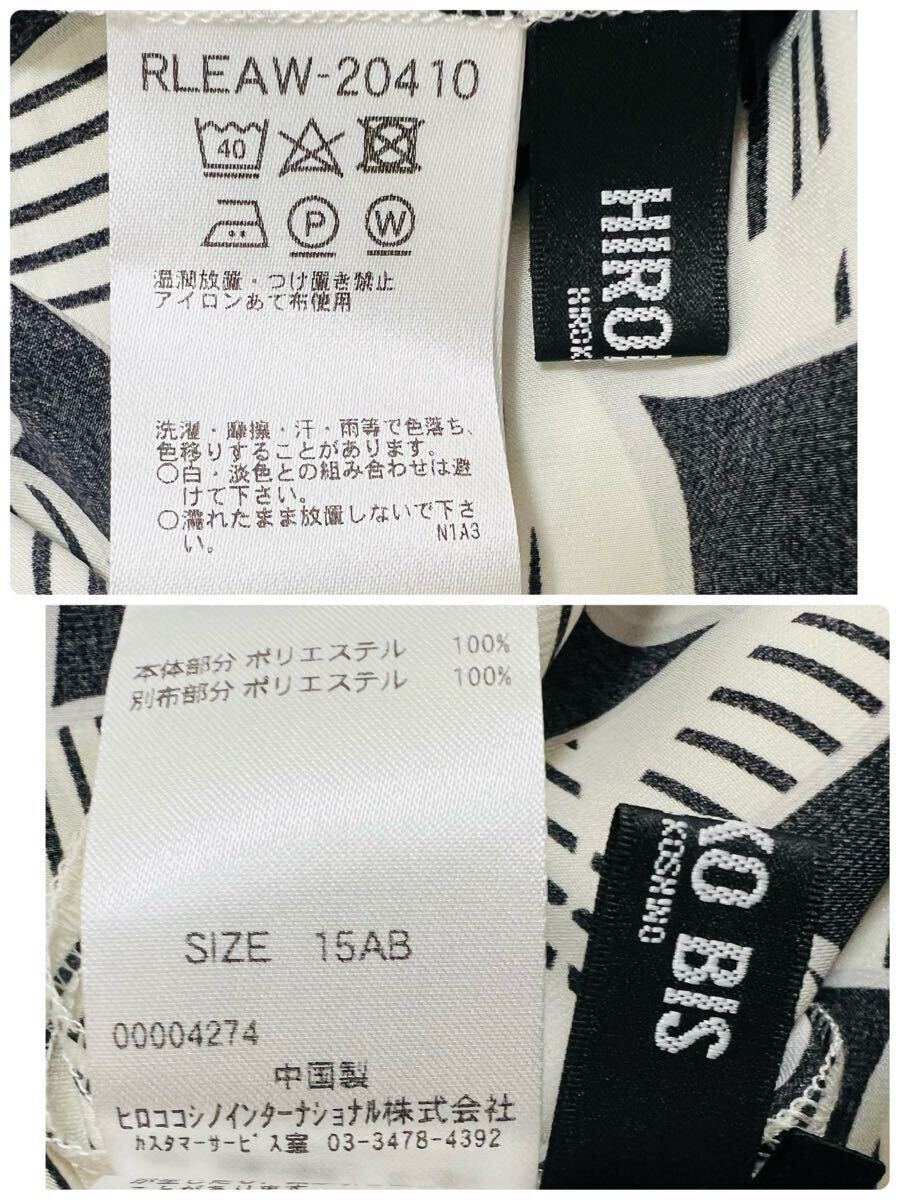 RLEAW-20410
40
P
W
湿潤放置・つけ置き禁止
アイロンあて布使用
洗濯・摩擦・汗・雨等で色落ち、
色移りすることがあります。
○白・淡色との組み合わせは避
けて下さい。
○濡れたまま放置しないで下さ
い。
N1A3
HIRO
HIROK
本体部分 ポリエステル 100%
別布部分 ポリエステル 100%
SIZE 15AB
00004274
中国製
ヒロココシノインターナショナル株式会社
カスタマーサービス室 03-3478-4392
KO BIS
KOSHINO